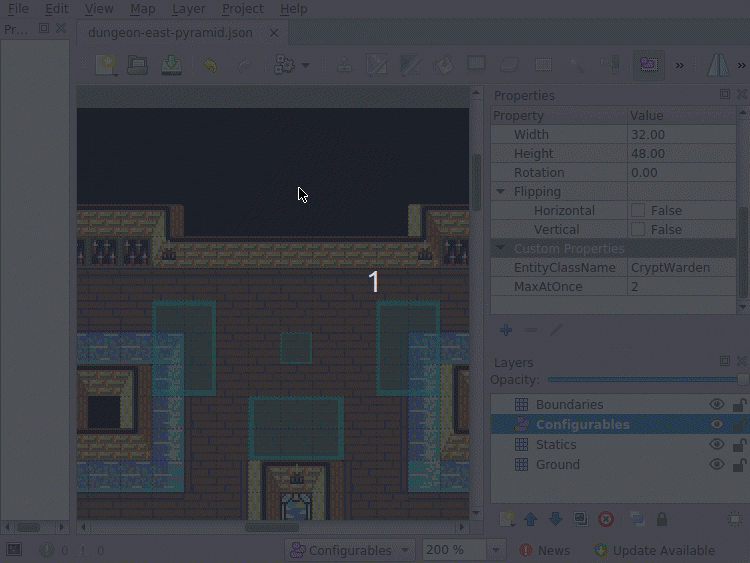 File Edit View Map Layer Project Help
Pr...
dungeon-east-pyramid.json
»
»
1
Properties
Property Value
Width 32.00
Height 48.00
Rotation 0.00
Flipping
Horizontal False
Vertical False
Custom Properties
EntityClassName CryptWarden
MaxAtOnce 2
Layers
Opacity:
Boundaries
Configurables
Statics
Ground
0 0 Configurables 200 % News Update Available